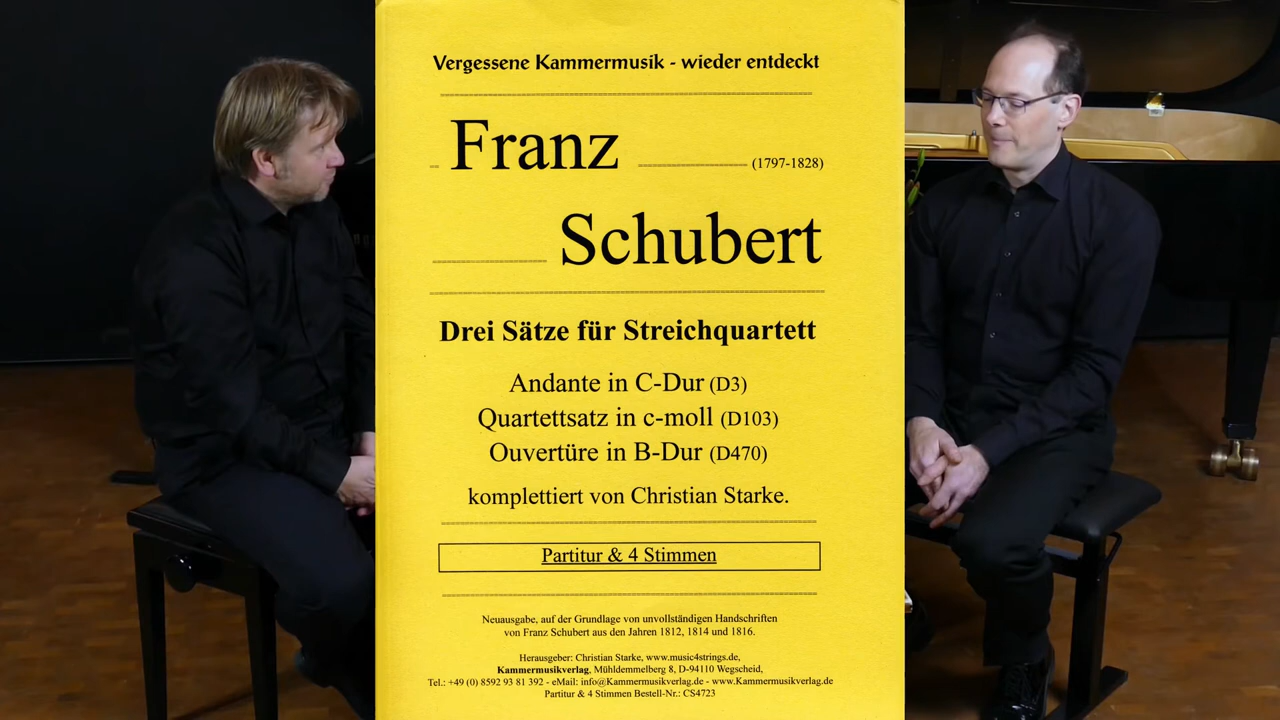 Vergessene Kammermusik - wieder entdeckt
Franz (1797-1828)
Schubert
Drei Sätze für Streichquartett
Andante in C-Dur (D3)
Quartettsatz in c-moll (D103)
Ouvertüre in B-Dur (D470)
komplettiert von Christian Starke.
Partitur & 4 Stimmen
Neuausgabe, auf der Grundlage von unvollständigen Handschriften
von Franz Schubert aus den Jahren 1812, 1814 und 1816.
Herausgeber: Christian Starke, www.music4strings.de,
Kammermusikverlag, Mühldemmelberg 8, D-94110 Wegscheid,
Tel.: +49 (0) 8592 93 81 392 - eMail: info@Kammermusikverlag.de - www.Kammermusikverlag.de
Partitur & 4 Stimmen Bestell-Nr.: CS4723